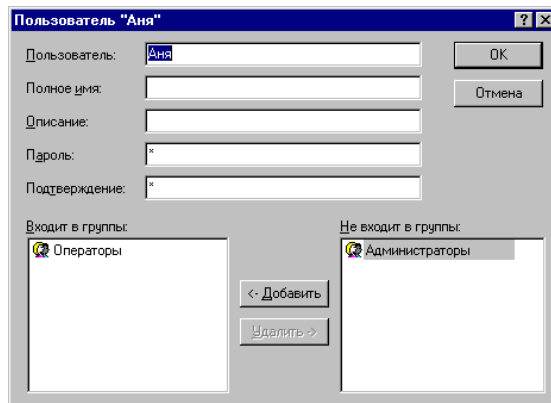 Пользователь "Аня"
Пользователь: Аня
OK
Полное имя:
Отмена
Описание:
Пароль: *
Подтверждение: *
Входит в группы:
Не входит в группы:
Операторы
Администраторы
<- Добавить
Удалить ->